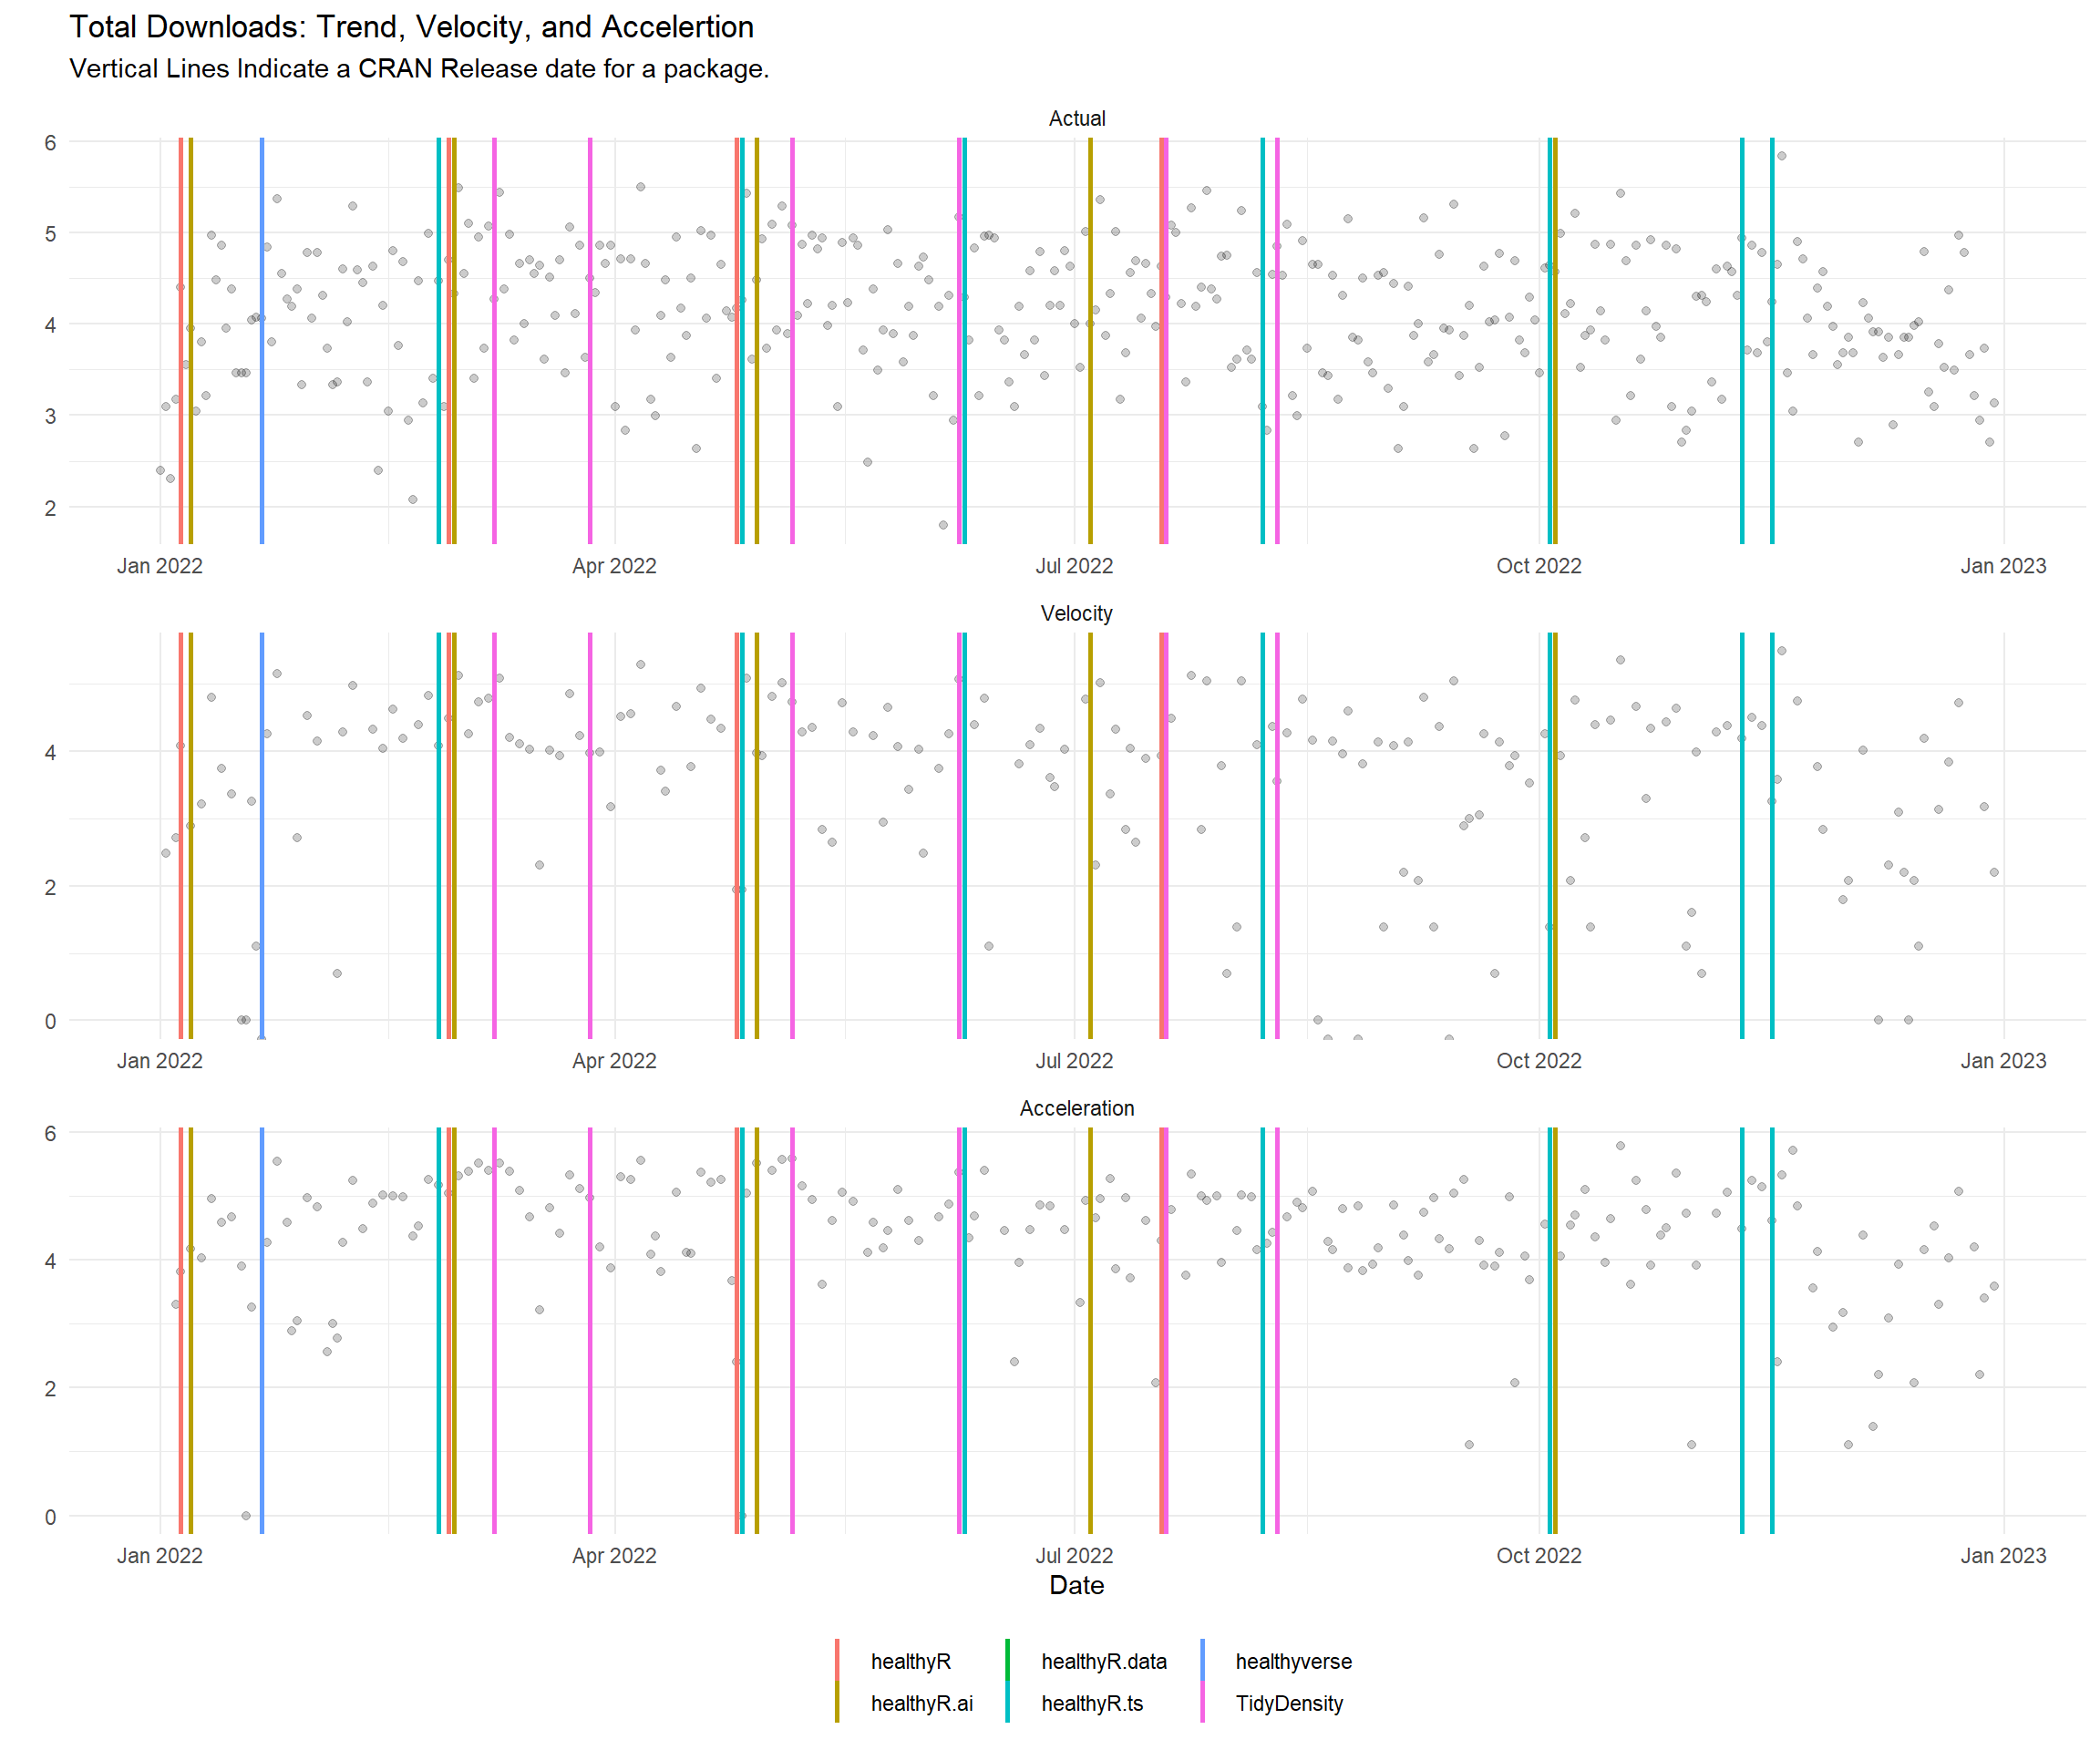 Total Downloads: Trend, Velocity, and Accelertion
Vertical Lines Indicate a CRAN Release date for a package.
Actual
6
5
4
3
2
Jan 2022 Apr 2022 Jul 2022 Oct 2022 Jan 2023
Velocity
4
2
0
Jan 2022 Apr 2022 Jul 2022 Oct 2022 Jan 2023
Acceleration
6
4
2
0
Jan 2022 Apr 2022 Jul 2022 Oct 2022 Jan 2023
Date
healthyR healthyR.data healthyverse
healthyR.ai healthyR.ts TidyDensity